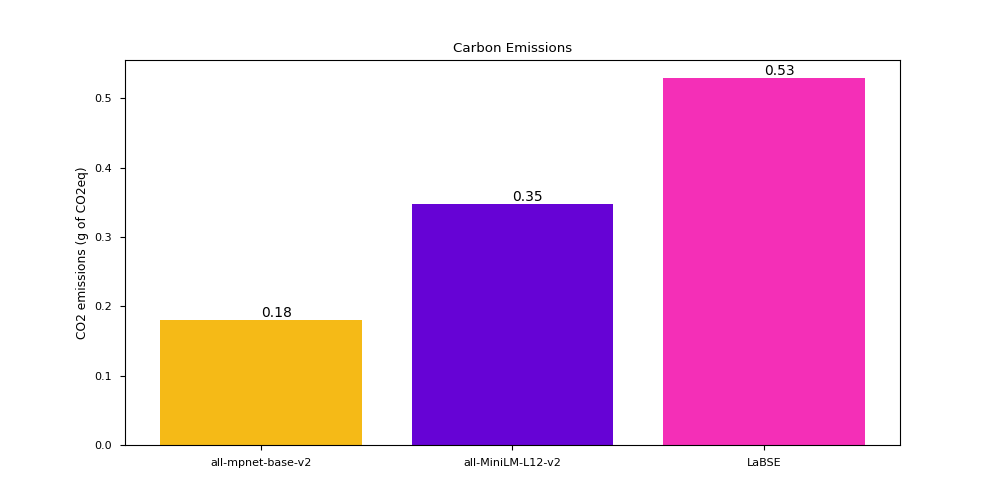 Carbon Emissions
CO2 emissions (g of CO2eq)
0.5
0.4
0.3
0.2
0.1
0.0
0.18
0.35
0.53
all-mpnet-base-v2
all-MiniLM-L12-v2
LaBSE